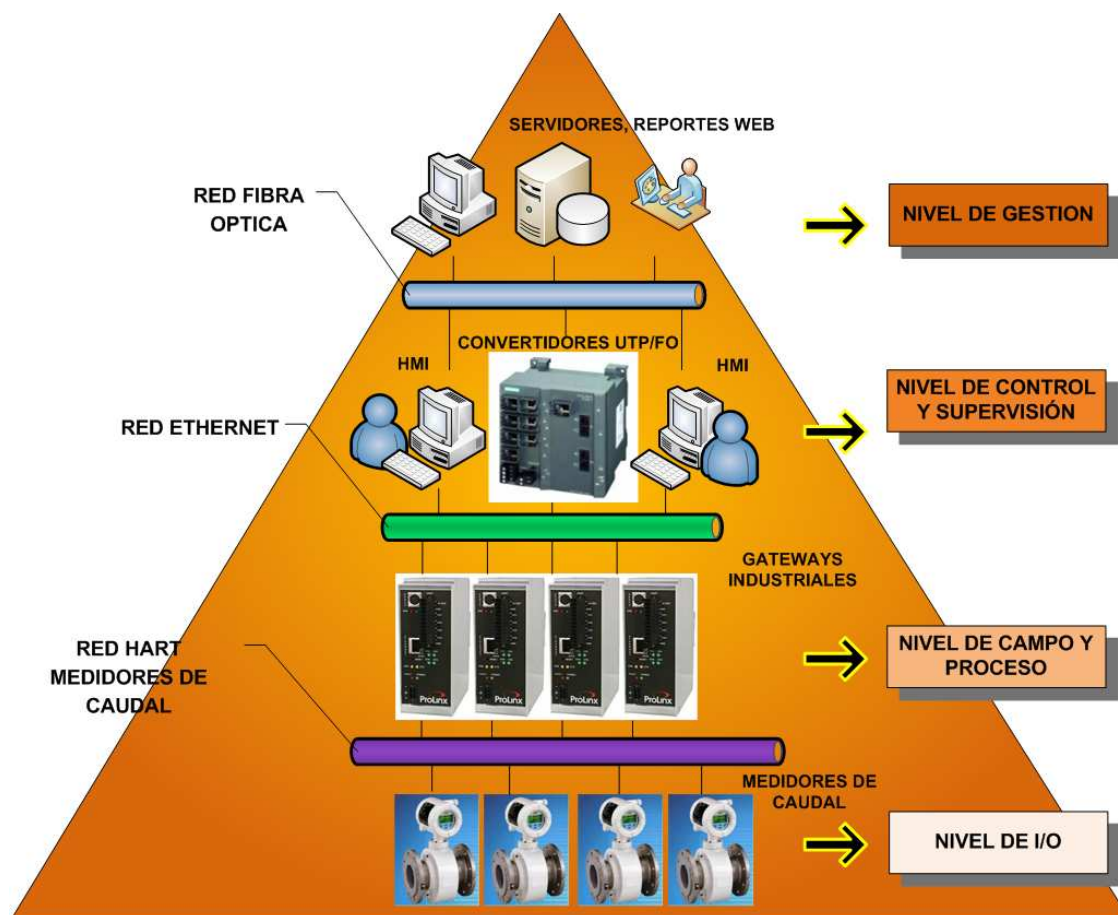 SERVIDORES, REPORTES WEB
RED FIBRA
OPTICA
NIVEL DE GESTION
CONVERTIDORES UTP/FO
HMI
HMI
NIVEL DE CONTROL
Y SUPERVISIÓN
RED ETHERNET
GATEWAYS
INDUSTRIALES
ProLinx
ProLinx
ProLinx
ProLinx
NIVEL DE CAMPO Y
PROCESO
RED HART
MEDIDORES DE
CAUDAL
MEDIDORES DE
CAUDAL
NIVEL DE I/O